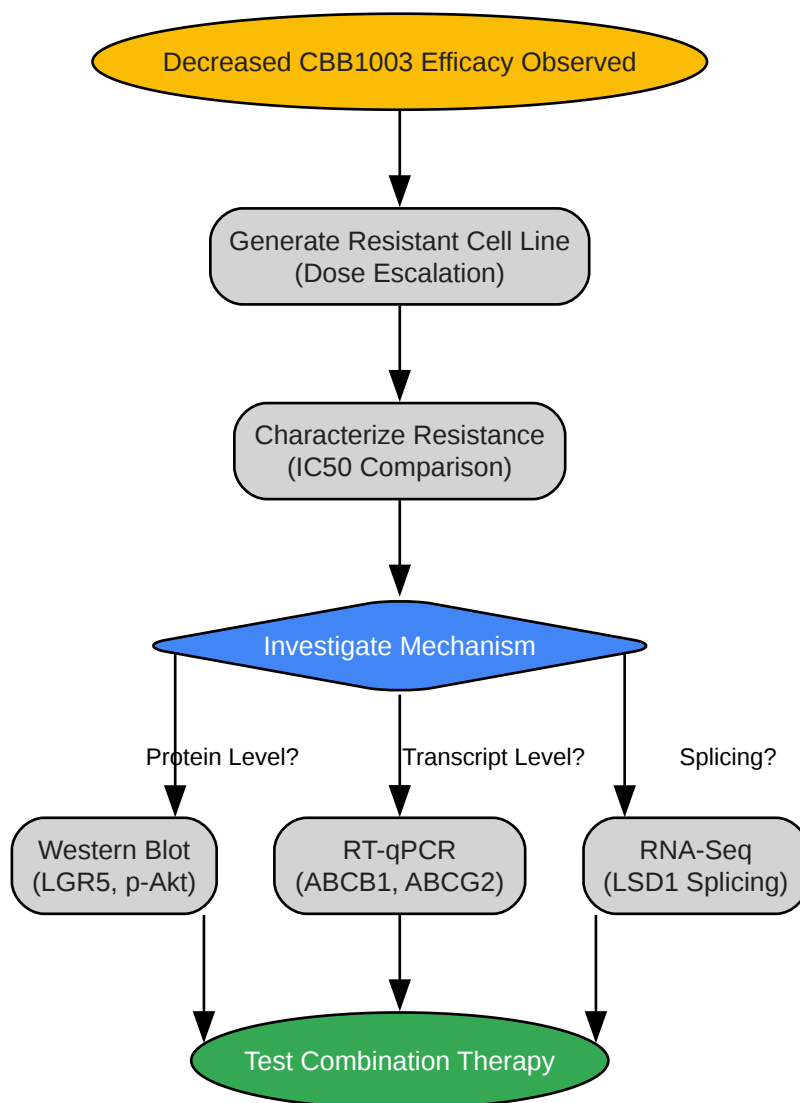 Decreased CBB1003 Efficacy Observed
Generate Resistant Cell Line
(Dose Escalation)
Characterize Resistance
(IC50 Comparison)
Investigate Mechanism
Protein Level?
Transcript Level?
Splicing?
Western Blot
(LGR5, p-Akt)
RT-qPCR
(ABCB1, ABCG2)
RNA-Seq
(LSD1 Splicing)
Test Combination Therapy